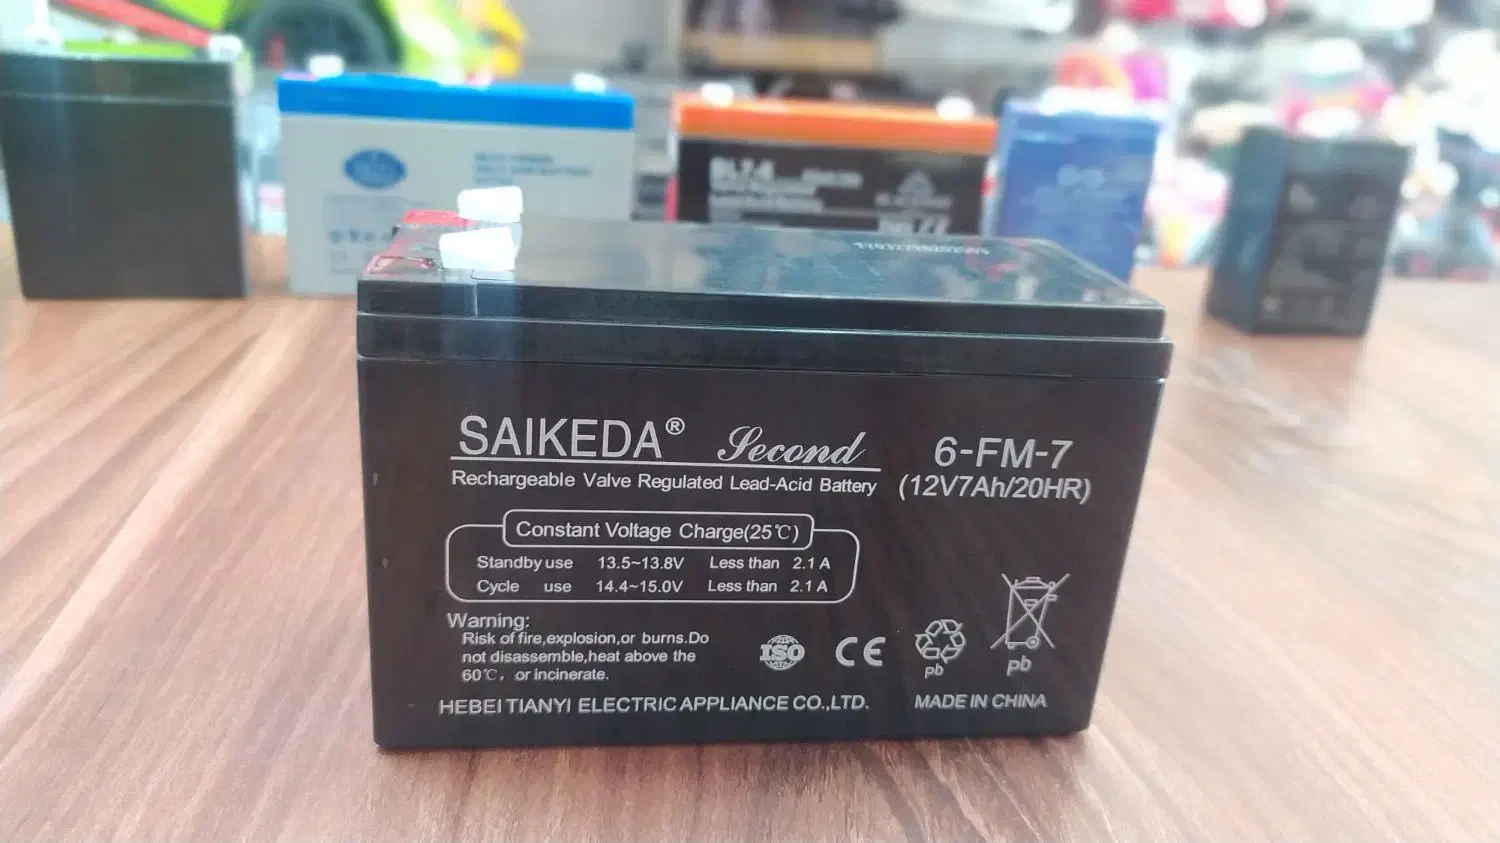 SAIKEDA® Second
Rechargeable Valve Regulated Lead-Acid Battery
6-FM-7
(12V7Ah/20HR)
Constant Voltage Charge(25℃)
Standby use 13.5~13.8V Less than 2.1 A
Cycle use 14.4~15.0V Less than 2.1 A
Warning:
Risk of fire,explosion,or burns.Do
not disassemble,heat above the
60℃, or incinerate.
ISO
CE
pb
pb
HEBEI TIANYI ELECTRIC APPLIANCE CO.,LTD.
MADE IN CHINA